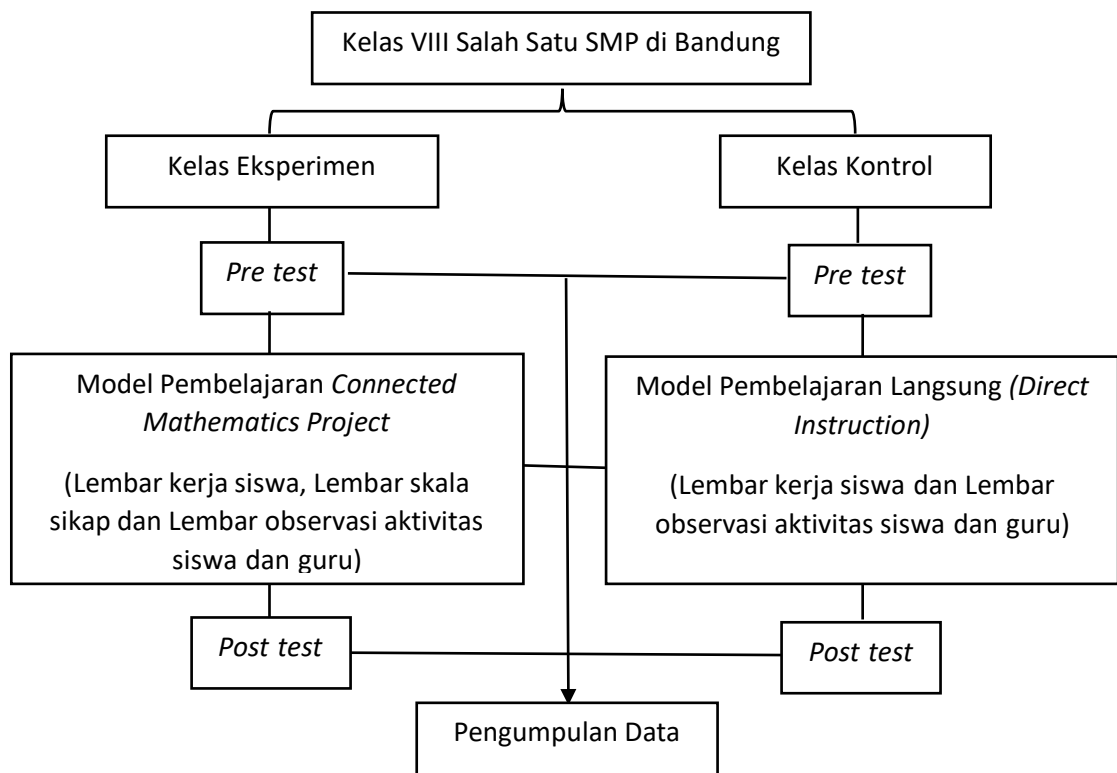 Kelas VIII Salah Satu SMP di Bandung
Kelas Eksperimen
Kelas Kontrol
Pre test
Pre test
Model Pembelajaran Connected
Mathematics Project
(Lembar kerja siswa, Lembar skala
sikap dan Lembar observasi aktivitas
siswa dan guru)
Model Pembelajaran Langsung (Direct
Instruction)
(Lembar kerja siswa dan Lembar
observasi aktivitas siswa dan guru)
Post test
Post test
Pengumpulan Data